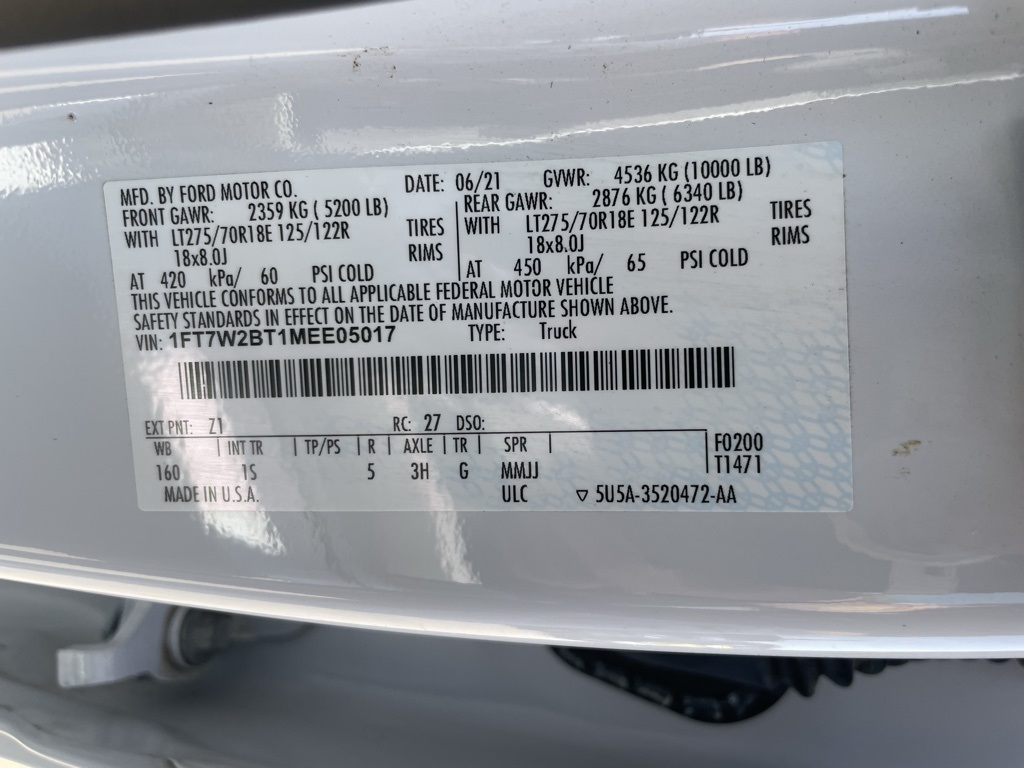 MFD. BY FORD MOTOR CO. DATE: 06/21 GVWR: 4536 KG (10000 LB)
FRONT GAWR: 2359 KG ( 5200 LB) REAR GAWR: 2876 KG ( 6340 LB)
WITH LT275/70R18E 125/122R TIRES WITH LT275/70R18E 125/122R TIRES
18x8.0J RIMS 18x8.0J RIMS
AT 420 kPa/ 60 PSI COLD AT 450 kPa/ 65 PSI COLD
THIS VEHICLE CONFORMS TO ALL APPLICABLE FEDERAL MOTOR VEHICLE
SAFETY STANDARDS IN EFFECT ON THE DATE OF MANUFACTURE SHOWN ABOVE.
VIN: 1FT7W2BT1MEE05017 TYPE: Truck
EXT PNT: Z1 RC: 27 DSO:
WB INT TR TP/PS R AXLE TR SPR F0200
160 1S 5 3H G MMJJ T1471
MADE IN U.S.A. ULC ▽ 5U5A-3520472-AA